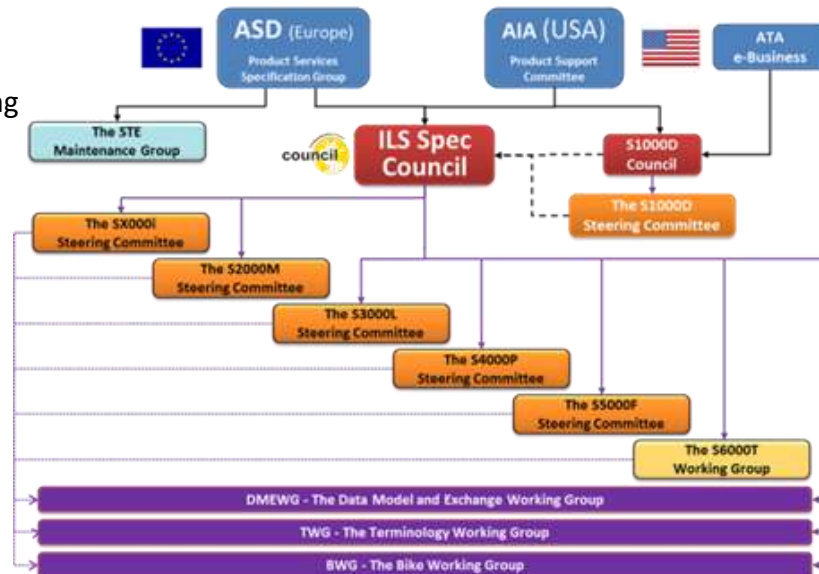 ASD (Europe)
Product Services
Specification Group
AIA (USA)
Product Support
Committee
ATA
e-Business
The STE
Maintenance Group
council
ILS Spec
Council
S1000D
Council
The S1000D
Steering Committee
The SX000i
Steering Committee
The S2000M
Steering Committee
The S3000L
Steering Committee
The S4000P
Steering Committee
The S5000F
Steering Committee
The S6000T
Working Group
DMEWG - The Data Model and Exchange Working Group
TWG - The Terminology Working Group
BWG - The Bike Working Group